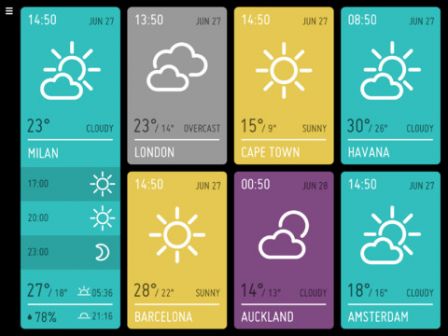 14:50 JUN 27
23° CLOUDY
MILAN
17:00
20:00
23:00
27°/ 18° 05:36
78% 21:16
13:50 JUN 27
23°/ 14° OVERCAST
LONDON
14:50 JUN 27
15°/ 9° SUNNY
CAPE TOWN
08:50 JUN 27
30°/ 26° CLOUDY
HAVANA
14:50 JUN 27
28°/ 22° SUNNY
BARCELONA
00:50 JUN 28
14°/ 13° CLOUDY
AUCKLAND
14:50 JUN 27
18°/ 16° CLOUDY
AMSTERDAM